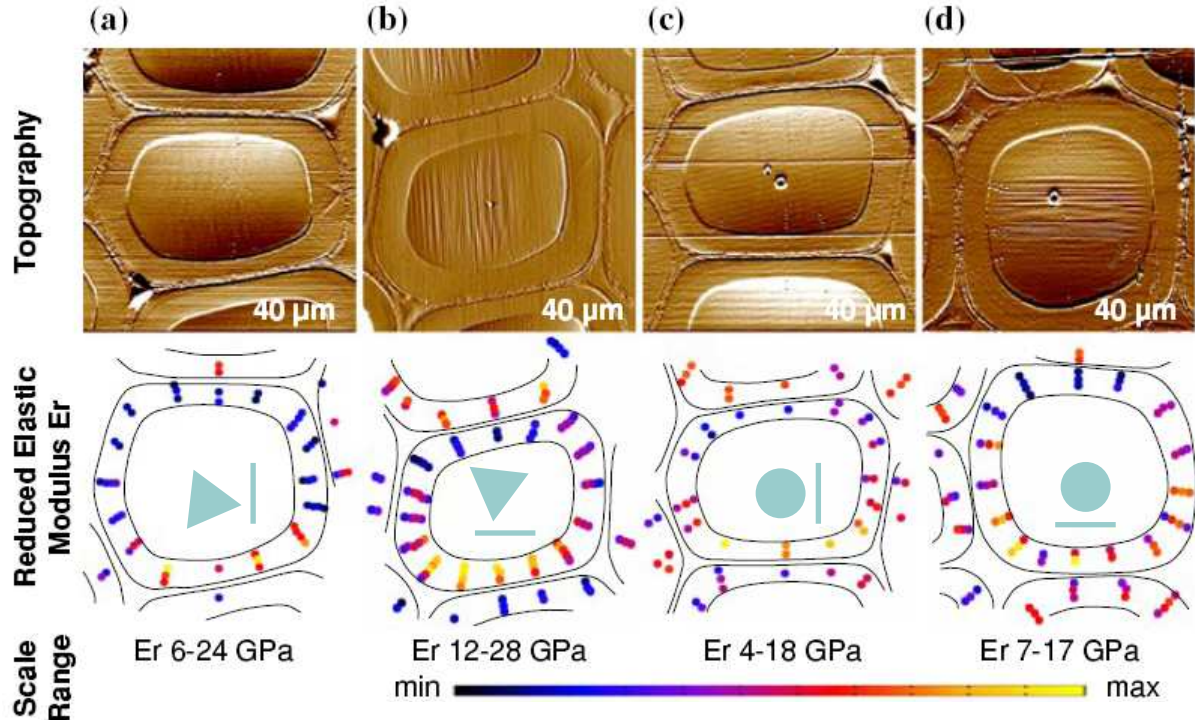 (a) (b) (c) (d)
Topography
40 μm 40 μm 40 μm 40 μm
Reduced Elastic
Modulus Er
Scale
Range
Er 6-24 GPa Er 12-28 GPa Er 4-18 GPa Er 7-17 GPa
min max